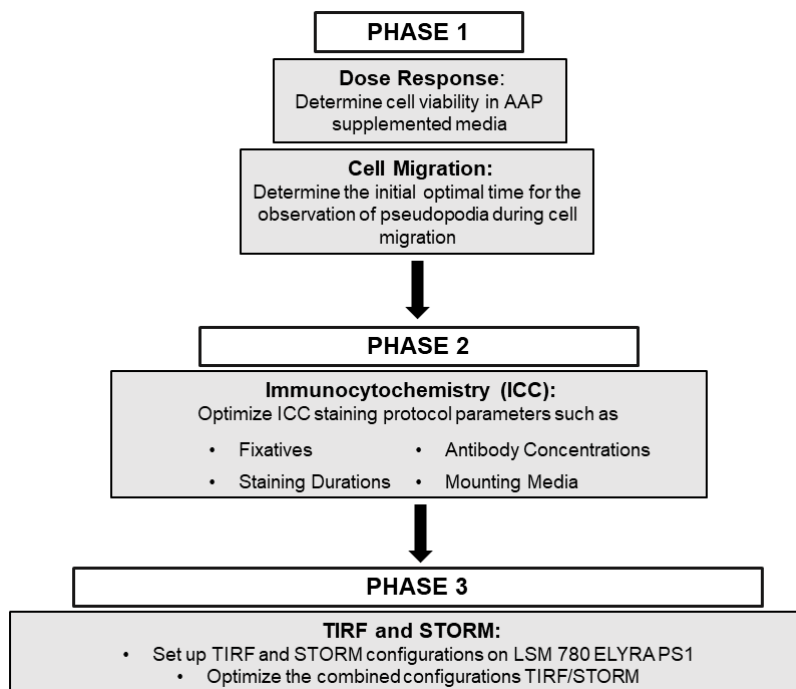 PHASE 1
Dose Response:
Determine cell viability in AAP
supplemented media
Cell Migration:
Determine the initial optimal time for the
observation of pseudopodia during cell
migration
PHASE 2
Immunocytochemistry (ICC):
Optimize ICC staining protocol parameters such as
• Fixatives • Antibody Concentrations
• Staining Durations • Mounting Media
PHASE 3
TIRF and STORM:
• Set up TIRF and STORM configurations on LSM 780 ELYRA PS1
• Optimize the combined configurations TIRF/STORM